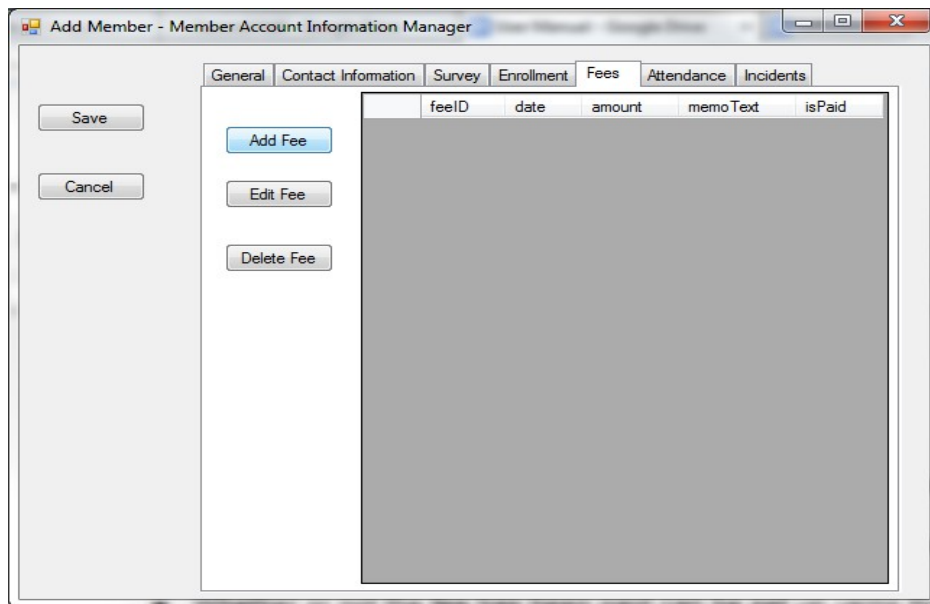 Add Member - Member Account Information Manager
General Contact Information Survey Enrollment Fees Attendance Incidents
Save
Cancel
Add Fee
Edit Fee
Delete Fee
feeID date amount memoText isPaid